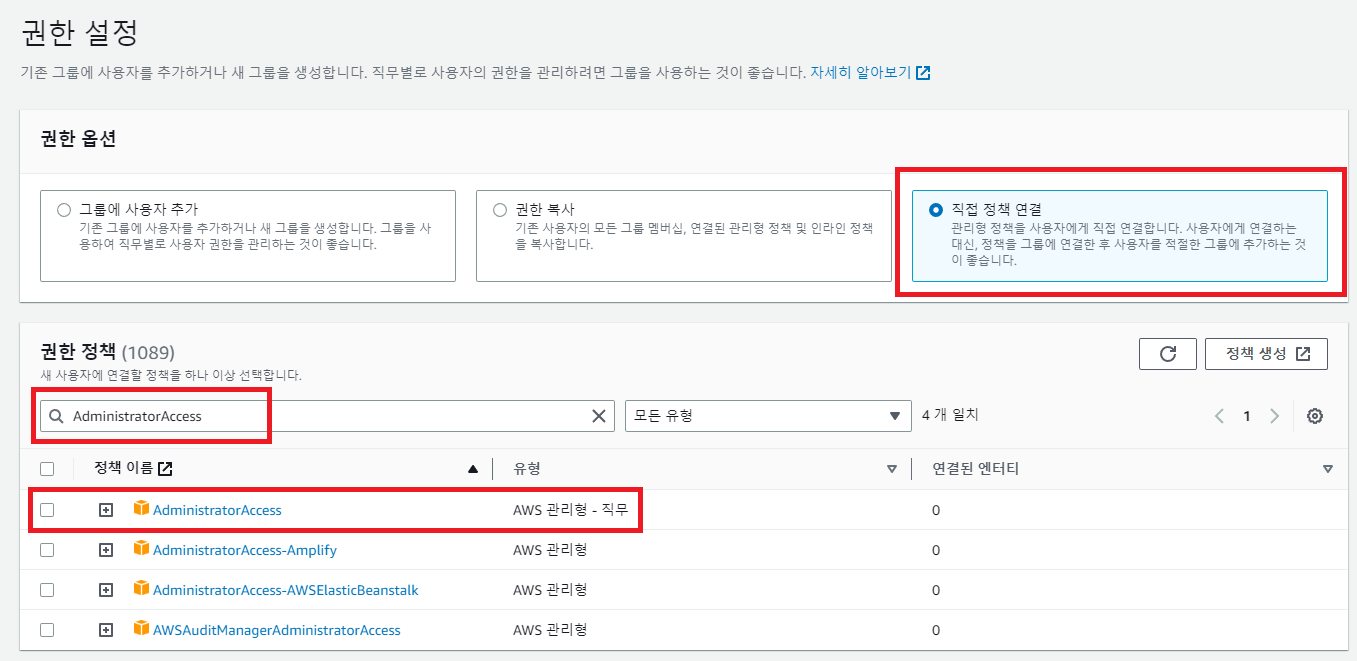 권한 설정
기존 그룹에 사용자를 추가하거나 새 그룹을 생성합니다. 직무별로 사용자의 권한을 관리하려면 그룹을 사용하는 것이 좋습니다. 자세히 알아보기
권한 옵션
그룹에 사용자 추가
기존 그룹에 사용자를 추가하거나 새 그룹을 생성합니다. 그룹을 사
용하여 직무별로 사용자 권한을 관리하는 것이 좋습니다.
권한 복사
기존 사용자의 모든 그룹 멤버십, 연결된 관리형 정책 및 인라인 정책
을 복사합니다.
직접 정책 연결
관리형 정책을 사용자에게 직접 연결합니다. 사용자에게 연결하는
대신, 정책을 그룹에 연결한 후 사용자를 적절한 그룹에 추가하는 것
이 좋습니다.
권한 정책 (1089)
새 사용자에 연결할 정책을 하나 이상 선택합니다.
정책 생성
AdministratorAccess
모든 유형
4 개 일치
1
정책 이름 유형 연결된 엔터티
AdministratorAccess AWS 관리형 - 직무 0
AdministratorAccess-Amplify AWS 관리형 0
AdministratorAccess-AWSElasticBeanstalk AWS 관리형 0
AWSAuditManagerAdministratorAccess AWS 관리형 0